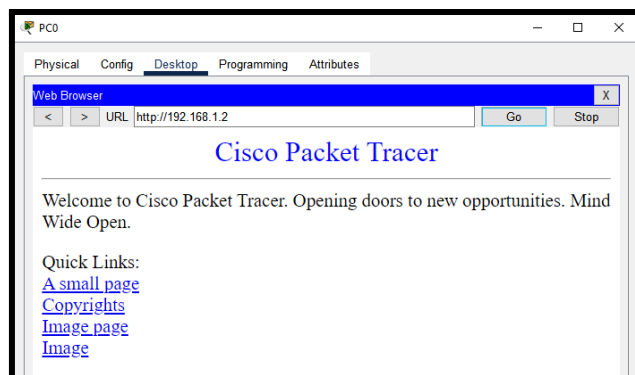 PC0
Physical Config Desktop Programming Attributes
Web Browser X
< > URL http://192.168.1.2 Go Stop
Cisco Packet Tracer
Welcome to Cisco Packet Tracer. Opening doors to new opportunities. Mind
Wide Open.
Quick Links:
A small page
Copyrights
Image page
Image